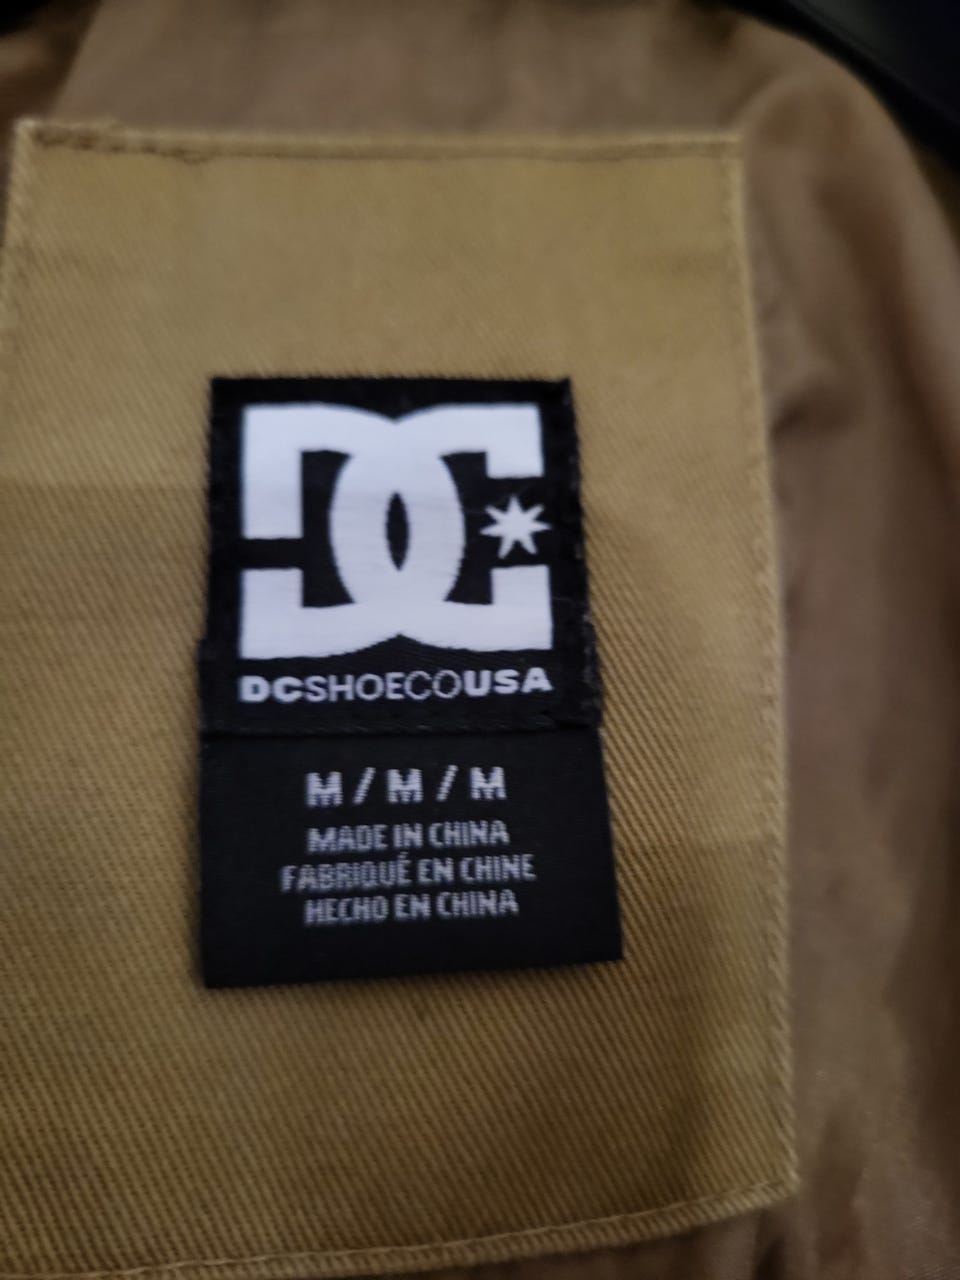 DC
DCSHOECOUSA
M / M / M
MADE IN CHINA
FABRIQUÉ EN CHINE
HECHO EN CHINA